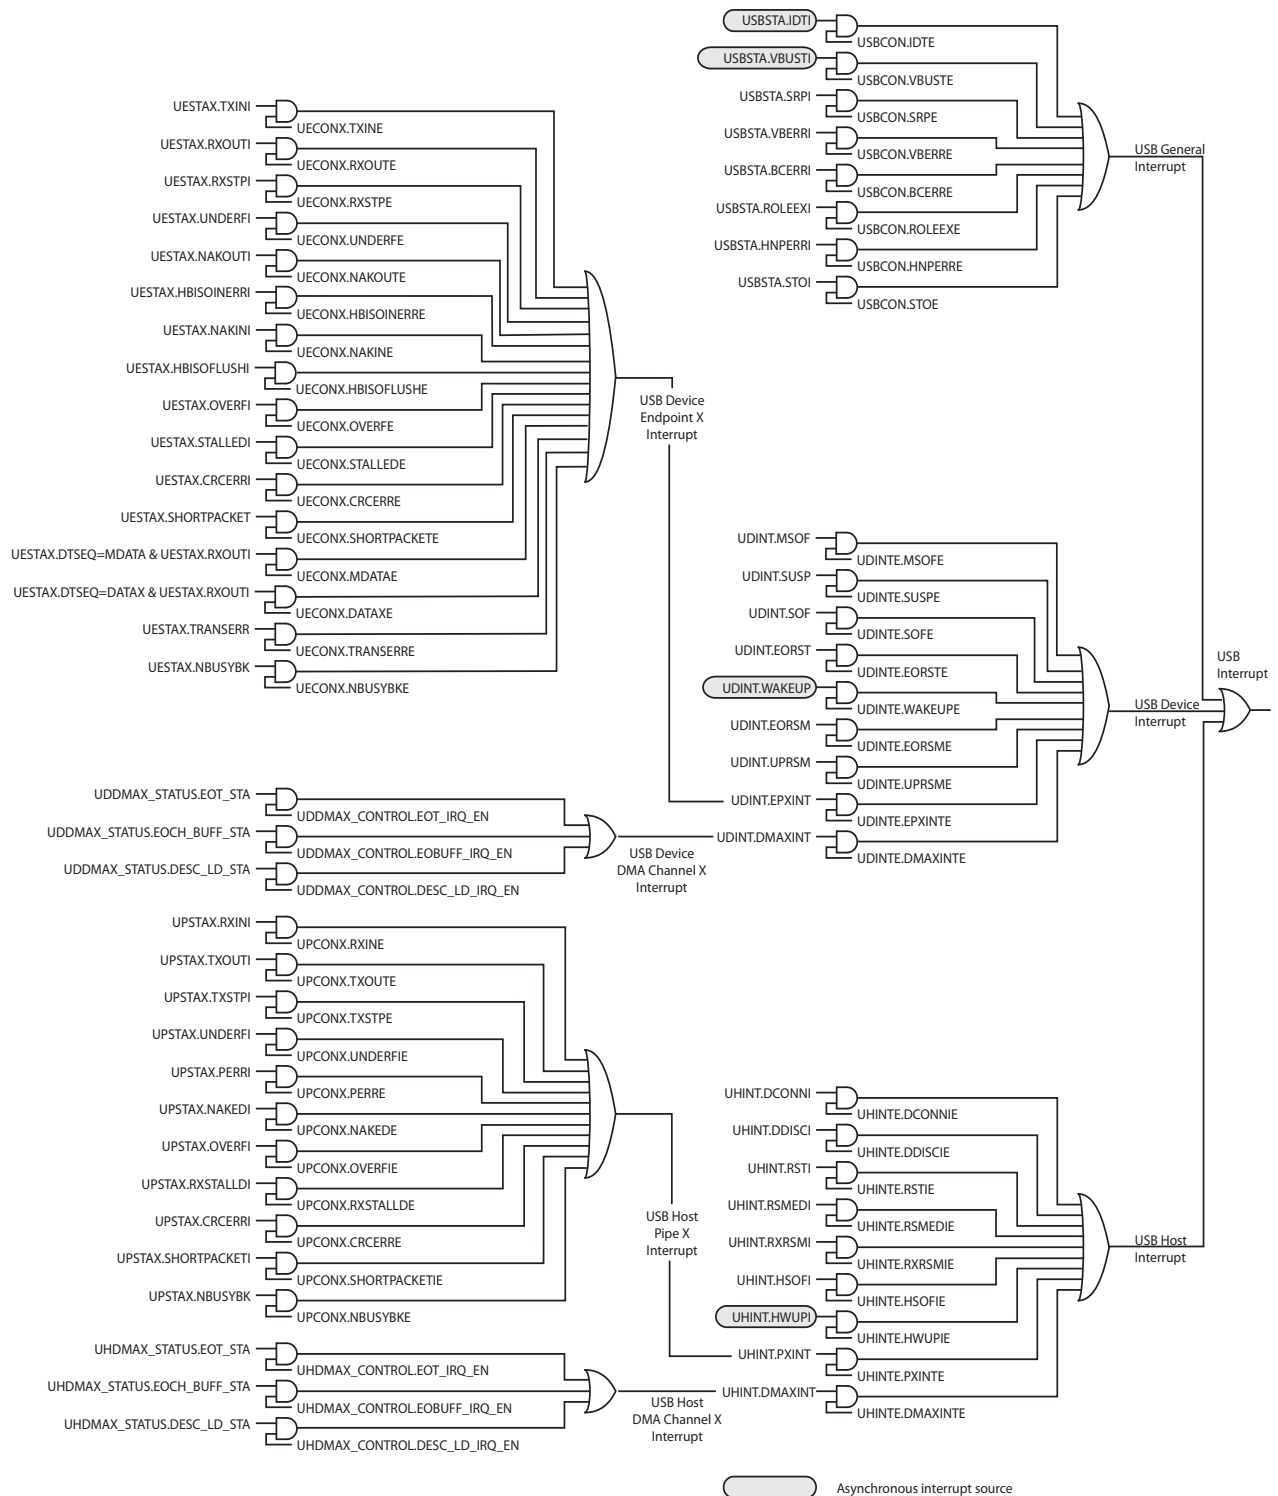 USBSTA.IDTI
USBCON.IDTE
USBSTA.VBUSTI
USBCON.VBUSTE
USBSTA.SRPI
USBCON.SRPE
USBSTA.VBERRI
USBCON.VBERRE
USBSTA.BCERRI
USBCON.BCERRE
USBSTA.ROLEEXI
USBCON.ROLEEXE
USBSTA.HNPERRI
USBCON.HNPERRE
USBSTA.STOI
USBCON.STOE
USB General
Interrupt
UESTAX.TXINI
UECONX.TXINE
UESTAX.RXOUTI
UECONX.RXOUTE
UESTAX.RXSTPI
UECONX.RXSTPE
UESTAX.UNDERFI
UECONX.UNDERFE
UESTAX.NAKOUTI
UECONX.NAKOUTE
UESTAX.HBISOINERRI
UECONX.HBISOINERRE
UESTAX.NAKINI
UECONX.NAKINE
UESTAX.HBISOFLUSHI
UECONX.HBISOFLUSHE
UESTAX.OVERFI
UECONX.OVERFE
UESTAX.STALLEDI
UECONX.STALLEDE
UESTAX.CRCERRI
UECONX.CRCERRE
UESTAX.SHORTPACKET
UECONX.SHORTPACKETE
UESTAX.DTSEQ=MDATA & UESTAX.RXOUTI
UECONX.MDATAE
UESTAX.DTSEQ=DATAX & UESTAX.RXOUTI
UECONX.DATAXE
UESTAX.TRANSERR
UECONX.TRANSERRE
UESTAX.NBUSYBK
UECONX.NBUSYBKE
USB Device
Endpoint X
Interrupt
UDINT.MSOF
UDINTE.MSOFE
UDINT.SUSP
UDINTE.SUSPE
UDINT.SOF
UDINTE.SOFE
UDINT.EORST
UDINTE.EORSTE
UDINT.WAKEUP
UDINTE.WAKEUPE
UDINT.EORSM
UDINTE.EORSME
UDINT.UPRSM
UDINTE.UPRSME
UDINT.EPXINT
UDINTE.EPXINTE
UDINT.DMAXINT
UDINTE.DMAXINTE
USB Device
Interrupt
USB
Interrupt
UDDMAX_STATUS.EOT_STA
UDDMAX_CONTROL.EOT_IRQ_EN
UDDMAX_STATUS.EOCH_BUFF_STA
UDDMAX_CONTROL.EOBUFF_IRQ_EN
UDDMAX_STATUS.DESC_LD_STA
UDDMAX_CONTROL.DESC_LD_IRQ_EN
USB Device
DMA Channel X
Interrupt
UPSTAX.RXINI
UPCONX.RXINE
UPSTAX.TXOUTI
UPCONX.TXOUTE
UPSTAX.TXSTPI
UPCONX.TXSTPE
UPSTAX.UNDERFI
UPCONX.UNDERFIE
UPSTAX.PERRI
UPCONX.PERRE
UPSTAX.NAKEDI
UPCONX.NAKEDE
UPSTAX.OVERFI
UPCONX.OVERFIE
UPSTAX.RXSTALLDI
UPCONX.RXSTALLDE
UPSTAX.CRCERRI
UPCONX.CRCERRE
UPSTAX.SHORTPACKETI
UPCONX.SHORTPACKETIE
UPSTAX.NBUSYBK
UPCONX.NBUSYBKE
USB Host
Pipe X
Interrupt
UHINT.DCONNI
UHINTE.DCONNIE
UHINT.DDISCI
UHINTE.DDISCIE
UHINT.RSTI
UHINTE.RSTIE
UHINT.RSMEDI
UHINTE.RSMEDIE
UHINT.RXRSMI
UHINTE.RXRSMIE
UHINT.HSOFI
UHINTE.HSOFIE
UHINT.HWUPI
UHINTE.HWUPIE
UHINT.PXINT
UHINTE.PXINTE
UHINT.DMAXINT
UHINTE.DMAXINTE
USB Host
Interrupt
UHDMAX_STATUS.EOT_STA
UHDMAX_CONTROL.EOT_IRQ_EN
UHDMAX_STATUS.EOCH_BUFF_STA
UHDMAX_CONTROL.EOBUFF_IRQ_EN
UHDMAX_STATUS.DESC_LD_STA
UHDMAX_CONTROL.DESC_LD_IRQ_EN
USB Host
DMA Channel X
Interrupt
Asynchronous interrupt source